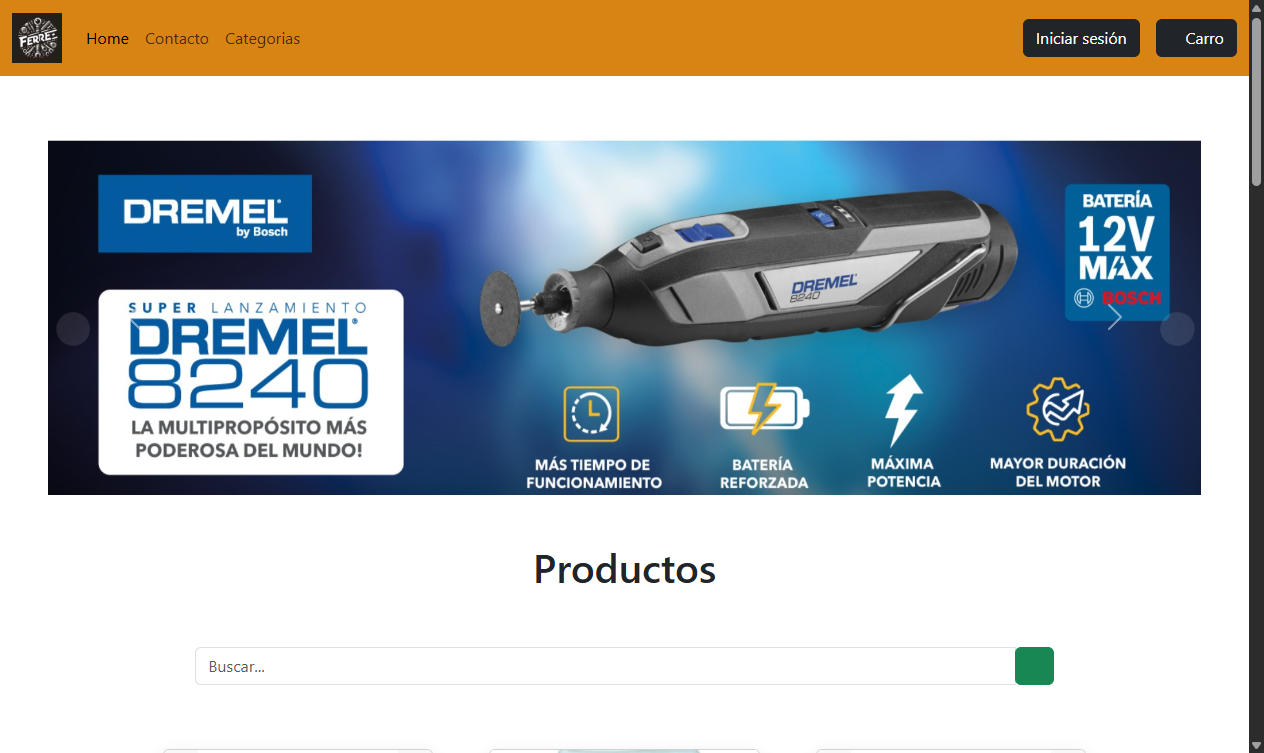 FERRET
Home
Contacto
Categorias
Iniciar sesión
Carro
DREMEL
by Bosch
SUPER LANZAMIENTO
DREMEL
8240
LA MULTIPROPÓSITO MÁS
PODEROSA DEL MUNDO!
DREMEL
8240
BATERÍA
12V
MAX
BOSCH
MÁS TIEMPO DE
FUNCIONAMIENTO
BATERÍA
REFORZADA
MÁXIMA
POTENCIA
MAYOR DURACIÓN
DEL MOTOR
Productos
Buscar...